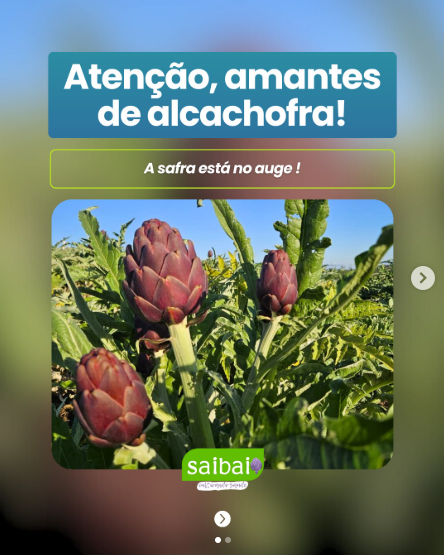 Atenção, amantes
de alcachofra!
A safra está no auge !
saibai